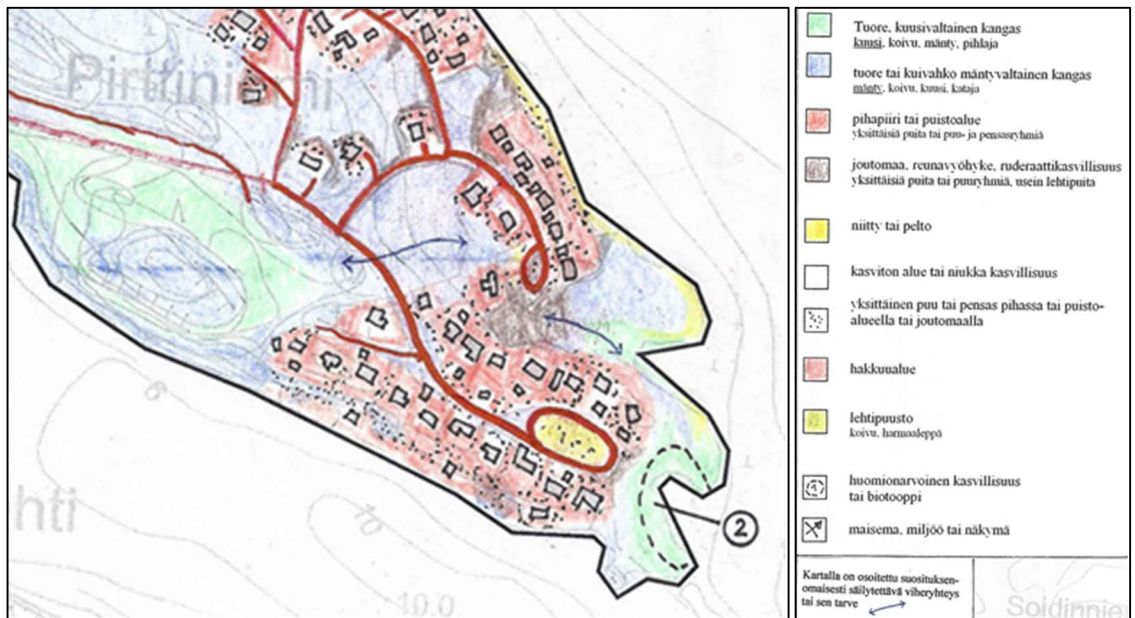 Pirttiniemi
hti
10.0
2
Tuore, kuusivaltainen kangas
kuusi, koivu, mänty, pihlaja
tuore tai kuivahko mäntyvaltainen kangas
mänty, koivu, kuusi, kataja
pihapiiri tai puistoalue
yksittäisiä puita tai puu- ja pensasryhmiä
joutomaa, reunavyöhyke, ruderaattikasvillisuus
yksittäisiä puita tai puuryhmiä, usein lehtipuita
niitty tai pelto
kasviton alue tai niukka kasvillisuus
yksittäinen puu tai pensas pihassa tai puisto-
alueella tai joutomaalla
hakkuualue
lehtipuusto
koivu, harmaaleppä
huomionarvoinen kasvillisuus
tai biotooppi
maisema, miljöö tai näkymä
Kartalla on osoitettu suosituksen-
omaisesti säilytettävä viheryhteys
tai sen tarve
Soidinnie